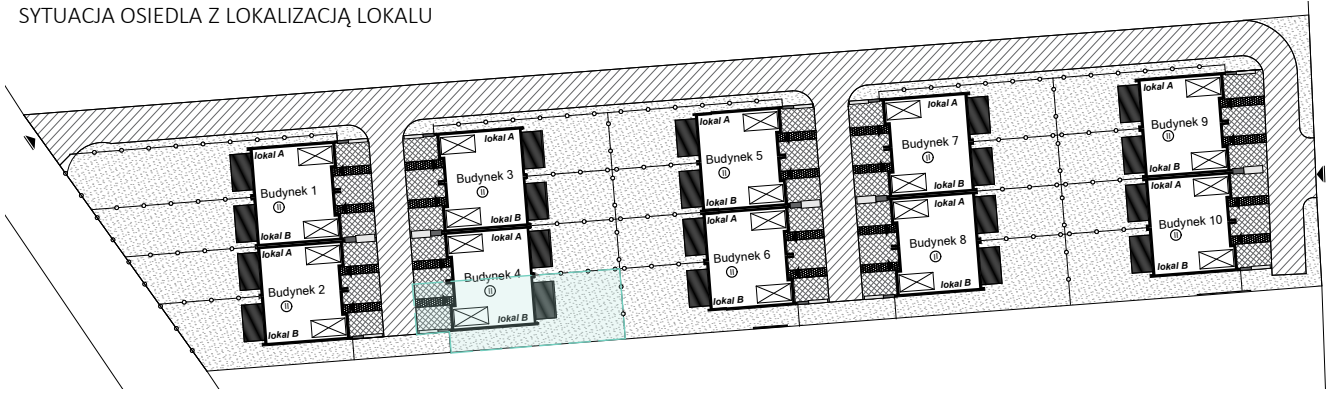 SYTUACJA OSIEDLA Z LOKALIZACJĄ LOKALU
lokal A
Budynek 1
II
lokal B
lokal A
Budynek 2
II
lokal B
lokal A
Budynek 3
II
lokal B
lokal A
Budynek 4
II
lokal B
lokal A
Budynek 5
II
lokal B
lokal A
Budynek 6
II
lokal B
lokal A
Budynek 7
II
lokal B
lokal A
Budynek 8
II
lokal B
lokal A
Budynek 9
II
lokal B
lokal A
Budynek 10
II
lokal B